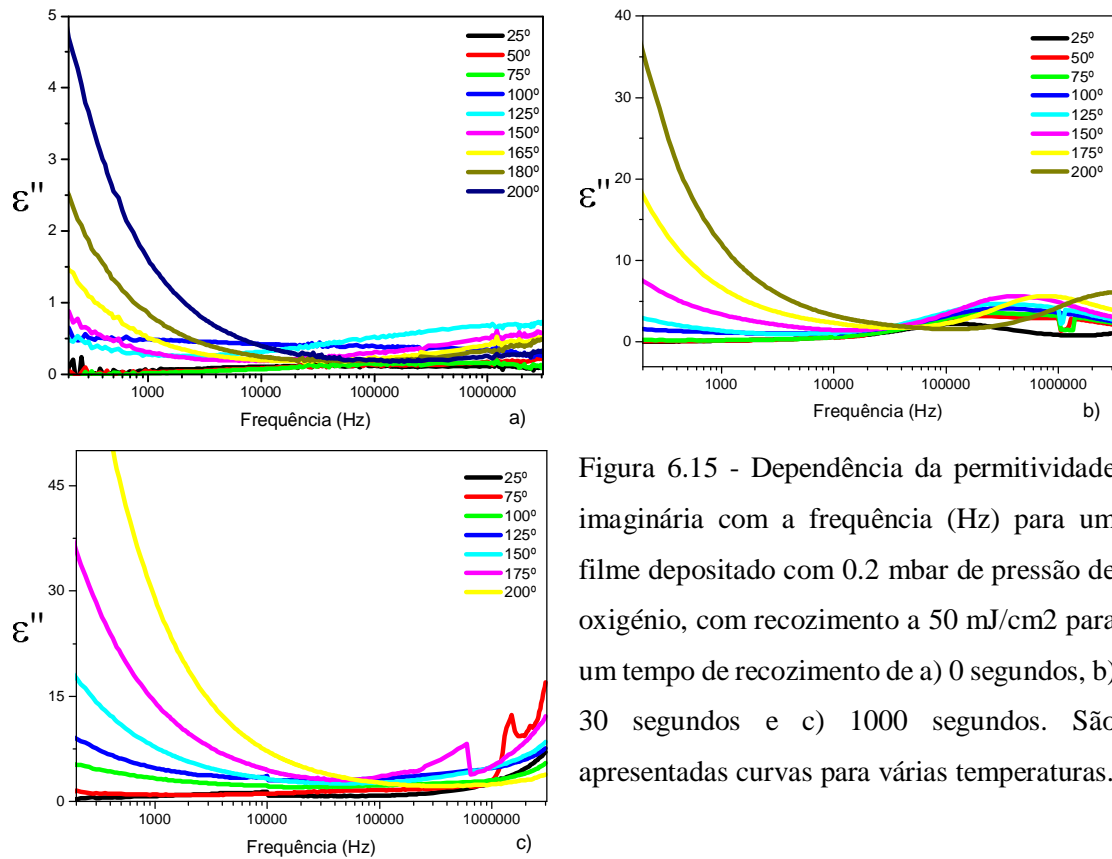 5
4
3
2
1
0
ε"
25º
50º
75º
100º
125º
150º
165º
180º
200º
1000
10000
100000
1000000
Frequência (Hz)
a)
40
30
20
10
0
ε"
25º
50º
75º
100º
125º
150º
175º
200º
1000
10000
100000
1000000
Frequência (Hz)
b)
45
30
15
0
ε"
25º
75º
100º
125º
150º
175º
200º
1000
10000
100000
1000000
Frequência (Hz)
c)
Figura 6.15 - Dependência da permitividade
imaginária com a frequência (Hz) para um
filme depositado com 0.2 mbar de pressão de
oxigénio, com recozimento a 50 mJ/cm2 para
um tempo de recozimento de a) 0 segundos, b)
30 segundos e c) 1000 segundos. São
apresentadas curvas para várias temperaturas.